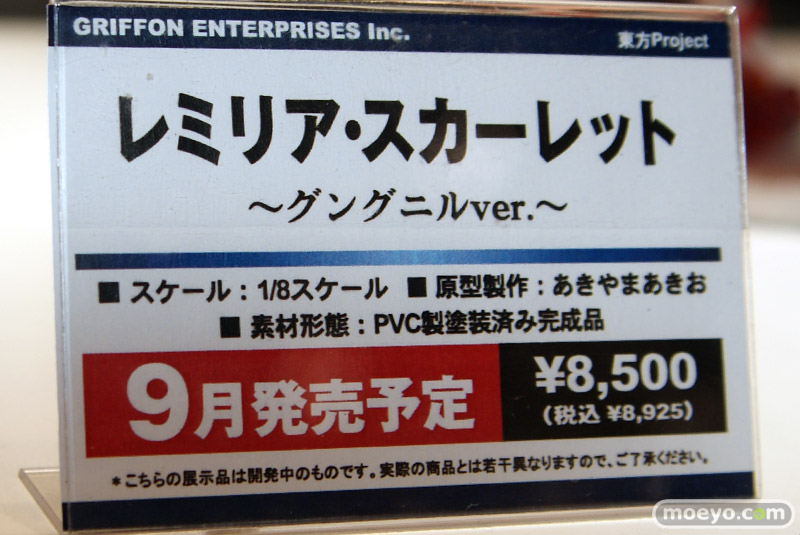 GRIFFON ENTERPRISES Inc.
東方Project
レミリア・スカーレット
～グングニルver.～
■ スケール：1/8スケール ■ 原型製作：あきやまあきお
■ 素材形態：PVC製塗装済み完成品
9月発売予定
¥8,500
（税込 ¥8,925）
＊こちらの展示品は開発中のものです。実際の商品とは若干異なりますので、ご了承ください。
moeyo.com